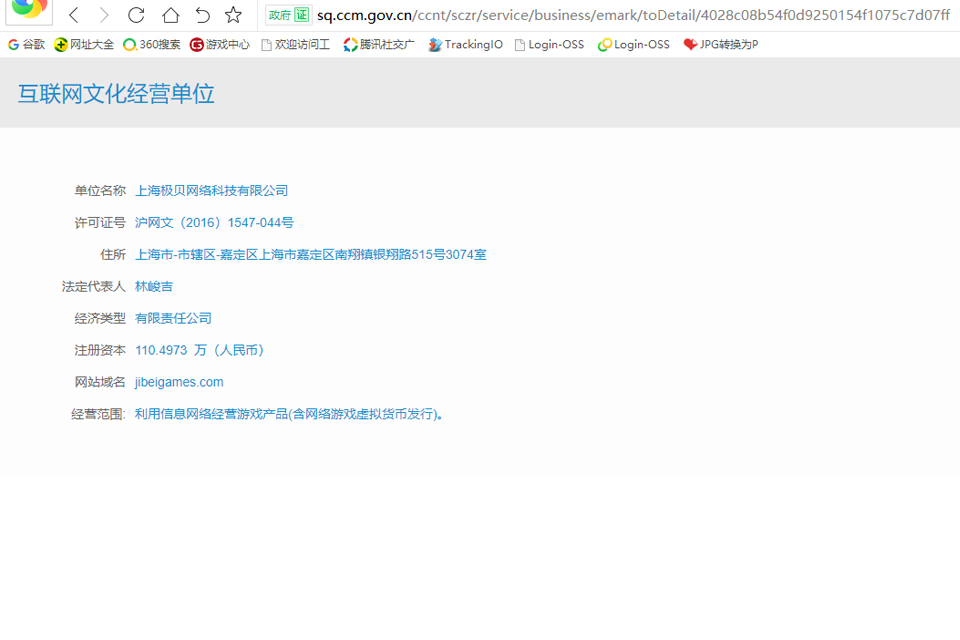 政府 证 sq.ccm.gov.cn/ccnt/sczr/service/business/emark/toDetail/4028c08b54f0d9250154f1075c7d07ff
谷歌 网址大全 360搜索 游戏中心 欢迎访问工 腾讯社交广 TrackingIO Login-OSS Login-OSS JPG转换为P
互联网文化经营单位
单位名称 上海极贝网络科技有限公司
许可证号 沪网文（2016）1547-044号
住所 上海市-市辖区-嘉定区上海市嘉定区南翔镇银翔路515号3074室
法定代表人 林峻吉
经济类型 有限责任公司
注册资本 110.4973 万（人民币）
网站域名 jibeigames.com
经营范围: 利用信息网络经营游戏产品(含网络游戏虚拟货币发行)。